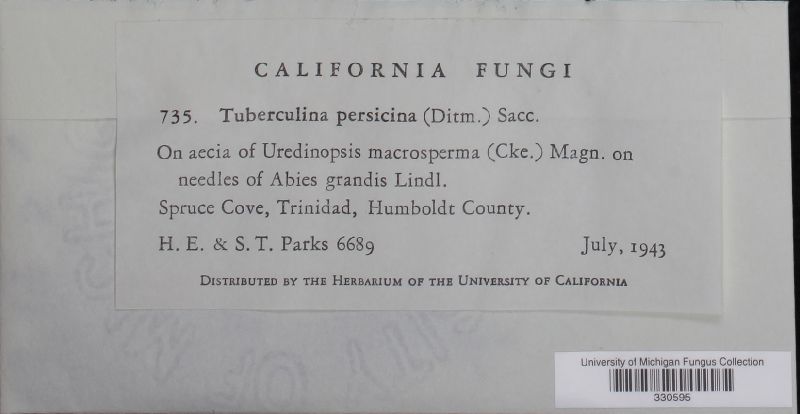 CALIFORNIA FUNGI
735. Tuberculina persicina (Ditm.) Sacc.
On aecia of Uredinopsis macrosperma (Cke.) Magn. on
needles of Abies grandis Lindl.
Spruce Cove, Trinidad, Humboldt County.
H. E. & S. T. Parks 6689 July, 1943
Distributed by the Herbarium of the University of California
University of Michigan Fungus Collection
330595